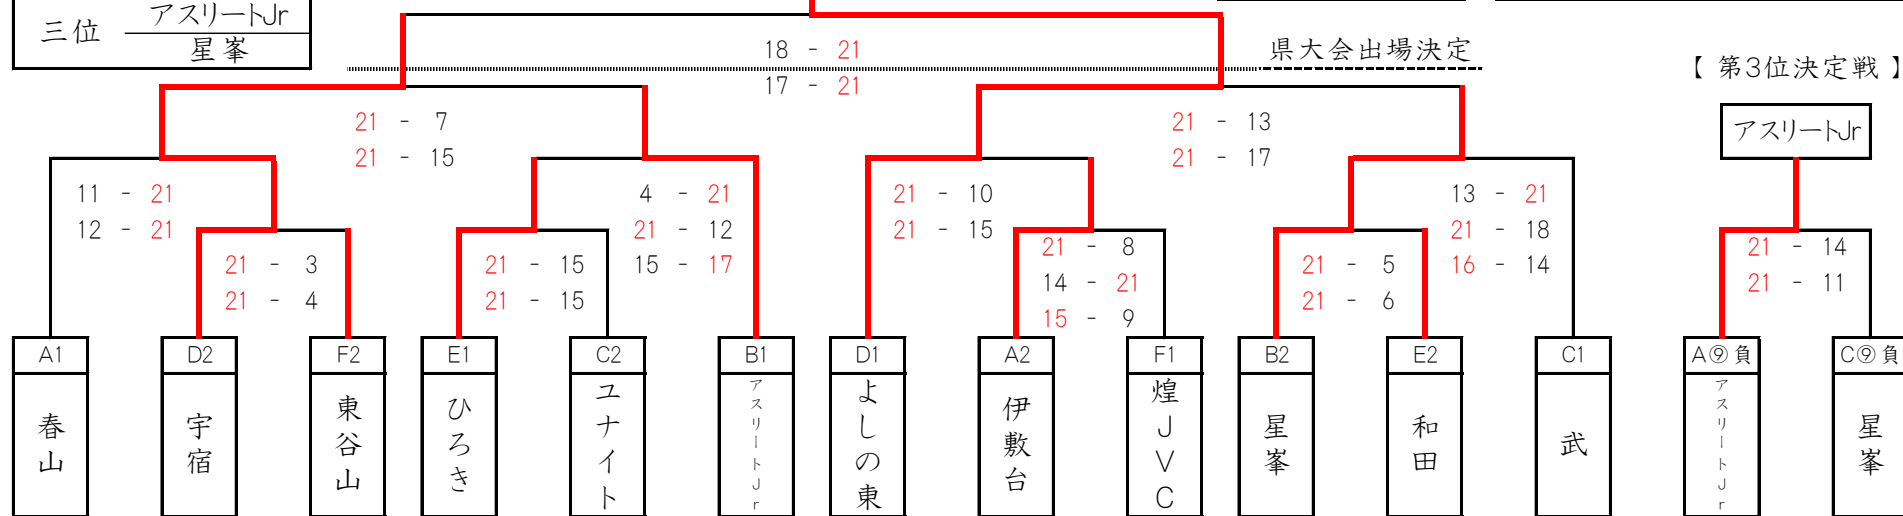 三位 アスリートJr
星峯
18 - 21
17 - 21
県大会出場決定
【 第3位決定戦 】
21 - 7
21 - 15
21 - 13
21 - 17
アスリートJr
11 - 21
12 - 21
4 - 21
21 - 12
15 - 17
21 - 10
21 - 15
13 - 21
21 - 18
16 - 14
21 - 3
21 - 4
21 - 15
21 - 15
21 - 8
14 - 21
15 - 9
21 - 5
21 - 6
21 - 14
21 - 11
A1 D2 F2 E1 C2 B1 D1 A2 F1 B2 E2 C1 A⑨負 C⑨負
春山
宇宿
東谷山
ひろき
ユナイト
アスリートJr
よしの東
伊敷台
煌JVC
星峯
和田
武
アスリートJr
星峯